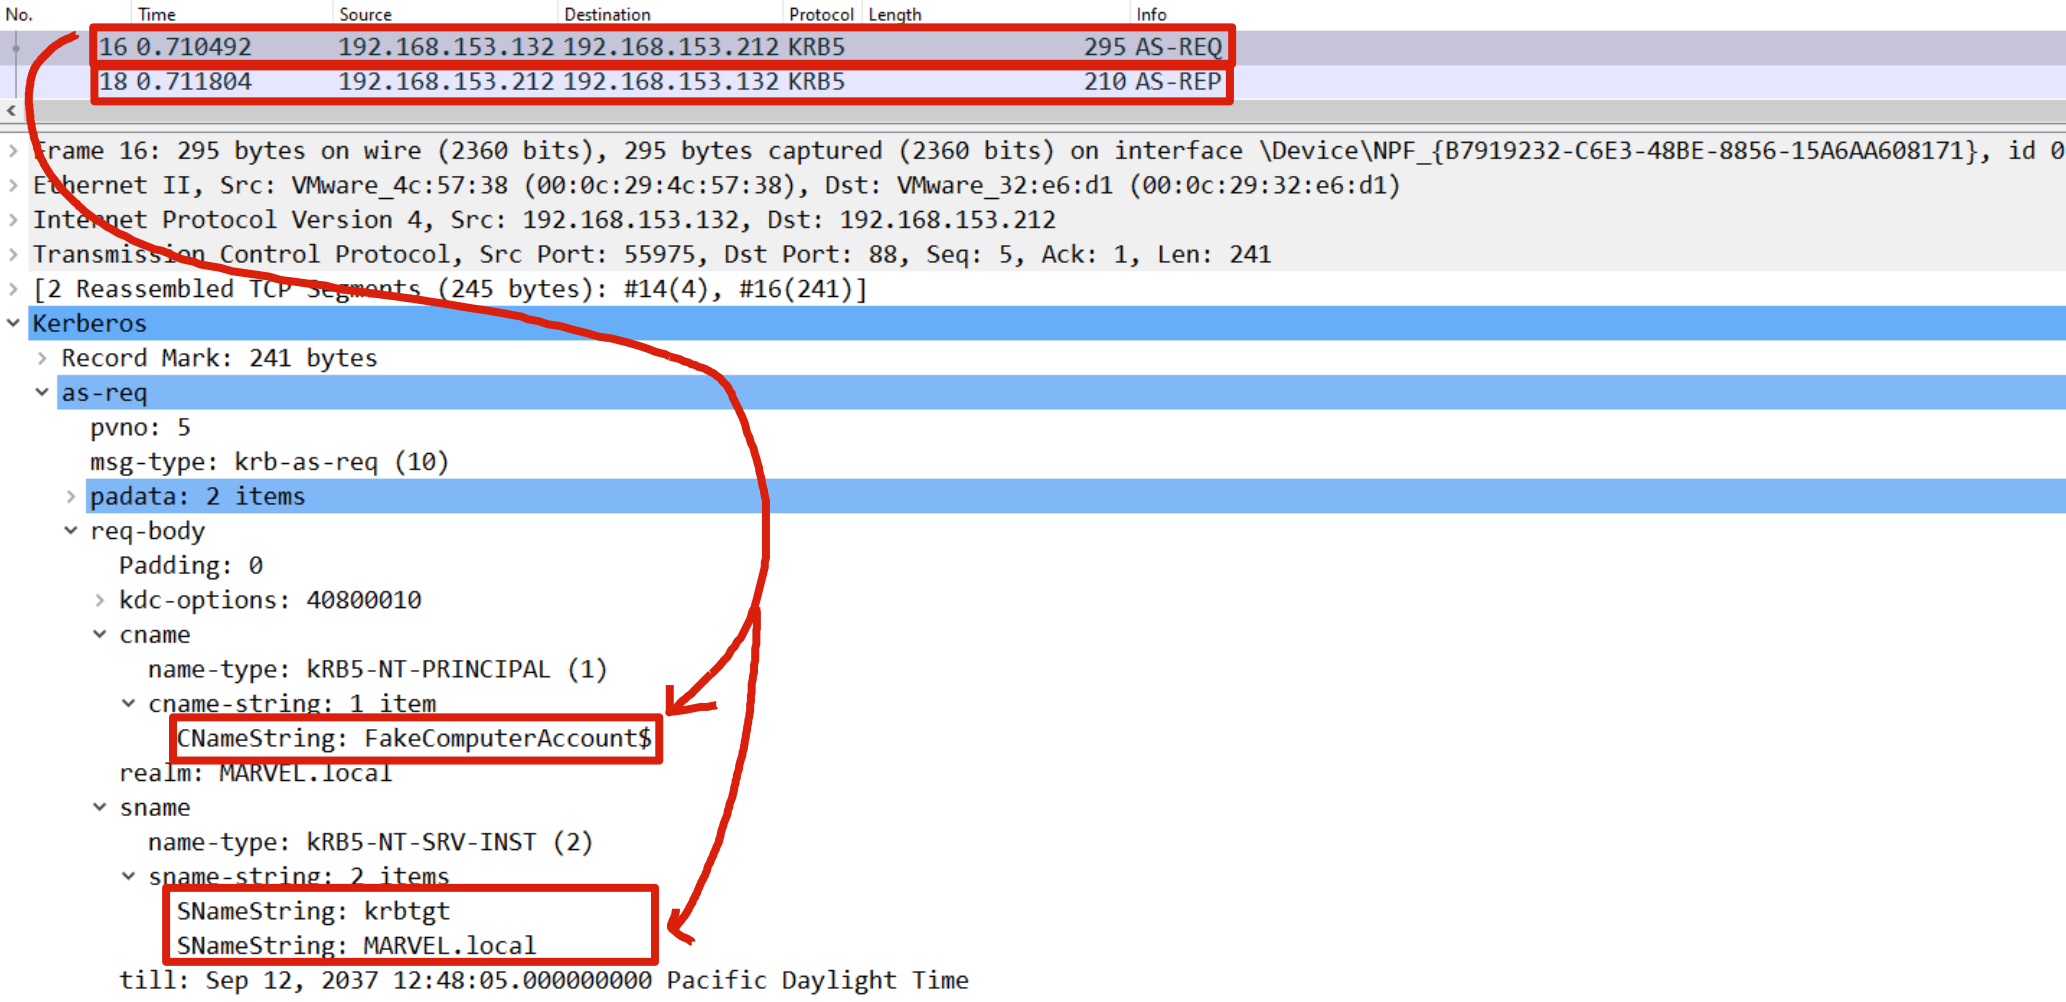 No. Time Source Destination Protocol Length Info
16 0.710492 192.168.153.132 192.168.153.212 KRB5 295 AS-REQ
18 0.711804 192.168.153.212 192.168.153.132 KRB5 210 AS-REP
Frame 16: 295 bytes on wire (2360 bits), 295 bytes captured (2360 bits) on interface \Device\NPF_{B7919232-C6E3-48BE-8856-15A6AA608171}, id 0
Ethernet II, Src: VMware_4c:57:38 (00:0c:29:4c:57:38), Dst: VMware_32:e6:d1 (00:0c:29:32:e6:d1)
Internet Protocol Version 4, Src: 192.168.153.132, Dst: 192.168.153.212
Transmission Control Protocol, Src Port: 55975, Dst Port: 88, Seq: 5, Ack: 1, Len: 241
[2 Reassembled TCP Segments (245 bytes): #14(4), #16(241)]
Kerberos
Record Mark: 241 bytes
as-req
pvno: 5
msg-type: krb-as-req (10)
padata: 2 items
req-body
Padding: 0
kdc-options: 40800010
cname
name-type: kRB5-NT-PRINCIPAL (1)
cname-string: 1 item
CNameString: FakeComputerAccount$
realm: MARVEL.local
sname
name-type: kRB5-NT-SRV-INST (2)
sname-string: 2 items
SNameString: krbtgt
SNameString: MARVEL.local
till: Sep 12, 2037 12:48:05.000000000 Pacific Daylight Time